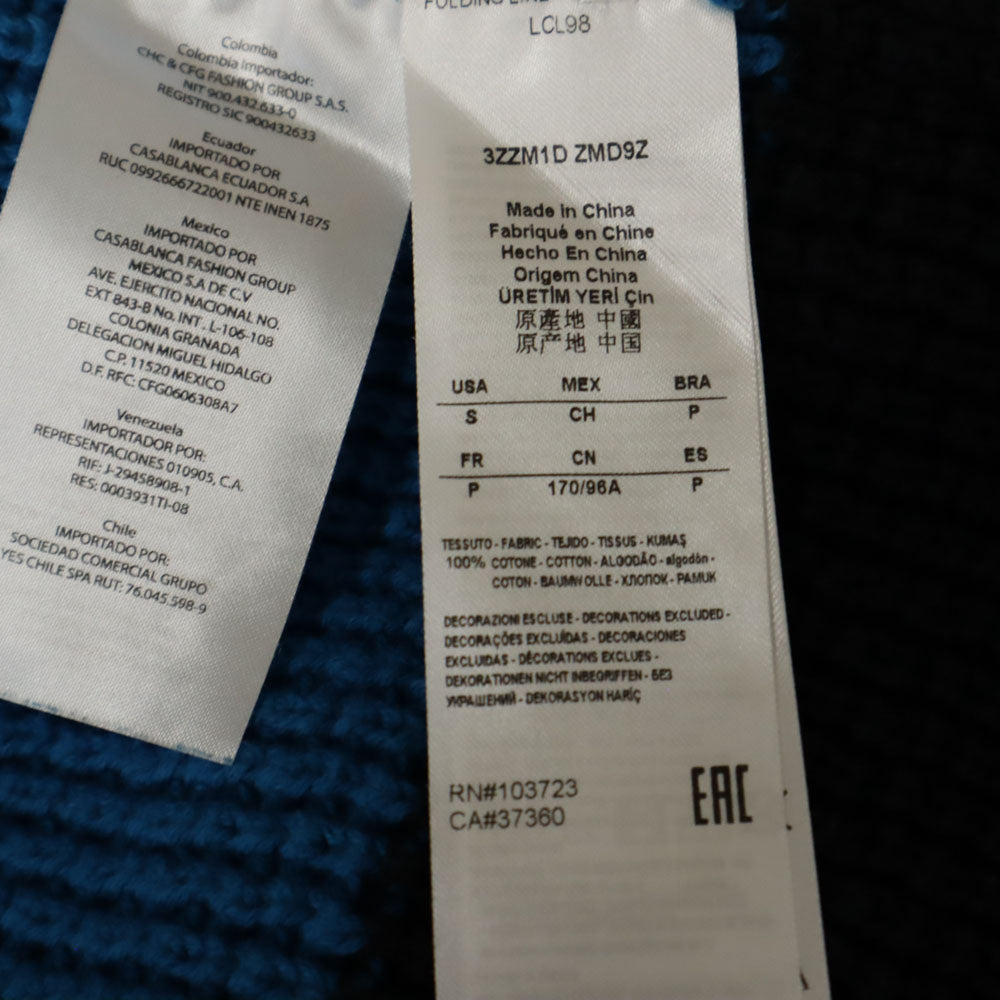 Colombia
Colombia Importador:
CHC & CFG FASHION GROUP S.A.S.
NIT 900.432.633-0
REGISTRO SIC 900432633
Ecuador
IMPORTADO POR
CASABLANCA ECUADOR S.A
RUC 0992666722001 NTE INEN 1875
Mexico
IMPORTADO POR
CASABLANCA FASHION GROUP
MEXICO S.A DE C.V
AVE. EJERCITO NACIONAL NO.
EXT 843-B No. INT. L-106-108
COLONIA GRANADA
DELEGACION MIGUEL HIDALGO
C.P. 11520 MEXICO
D.F. RFC: CFG0606308A7
Venezuela
IMPORTADOR POR:
REPRESENTACIONES 010905, C.A.
RIF: J-29458908-1
RES: 0003931TI-08
Chile
IMPORTADO POR:
SOCIEDAD COMERCIAL GRUPO
YES CHILE SPA RUT: 76.045.598-9
FOLDING LINE
LCL98
3ZZM1D ZMD9Z
Made in China
Fabriqué en Chine
Hecho En China
Origem China
ÜRETİM YERİ Çin
原產地 中國
原产地 中国
USA MEX BRA
S CH P
FR CN ES
P 170/96A P
TESSUTO - FABRIC - TEJIDO - TISSUS - KUMAŞ
100% COTONE - COTTON - ALGODÃO - algodón -
COTON - BAUMWOLLE - ХЛОПОК - PAMUK
DECORAZIONI ESCLUSE - DECORATIONS EXCLUDED -
DECORAÇÕES EXCLUÍDAS - DECORACIONES
EXCLUIDAS - DÉCORATIONS EXCLUES -
DEKORATIONEN NICHT INBEGRIFFEN - БЕЗ
УКРАШЕНИЙ - DEKORASYON HARİÇ
RN#103723
CA#37360
EAC